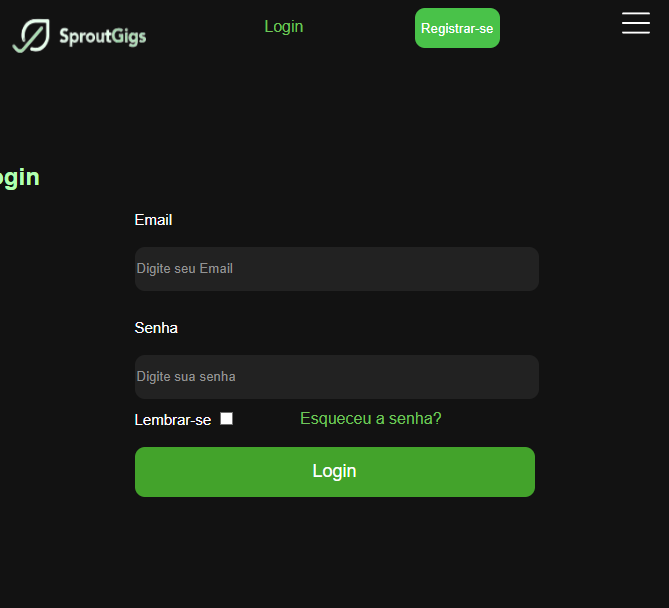 SproutGigs
Login
Registrar-se
ogin
Email
Digite seu Email
Senha
Digite sua senha
Lembrar-se
Esqueceu a senha?
Login